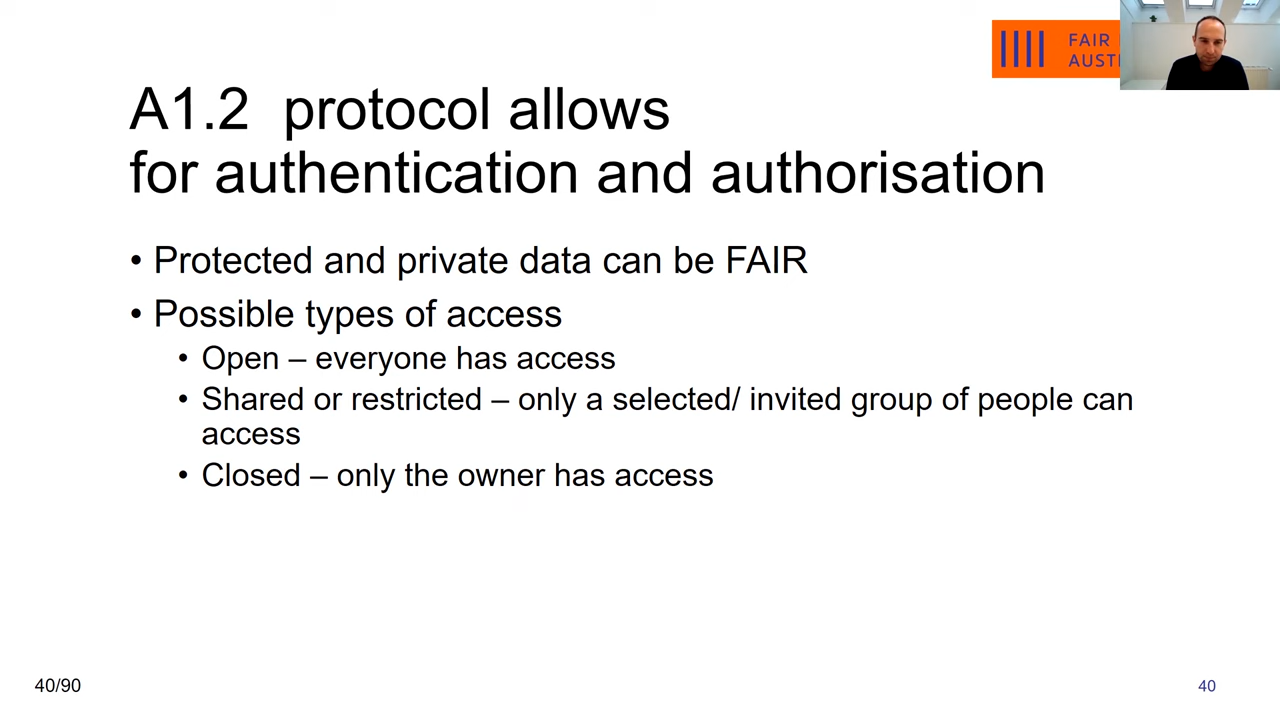 FAIR
A1.2 protocol allows
for authentication and authorisation
• Protected and private data can be FAIR
• Possible types of access
• Open – everyone has access
• Shared or restricted – only a selected/ invited group of people can
access
• Closed – only the owner has access
40/90
40